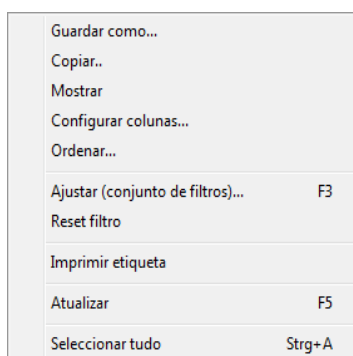 Guardar como...
Copiar..
Mostrar
Configurar colunas...
Ordenar...
Ajustar (conjunto de filtros)... F3
Reset filtro
Imprimir etiqueta
Atualizar F5
Seleccionar tudo Strg+A